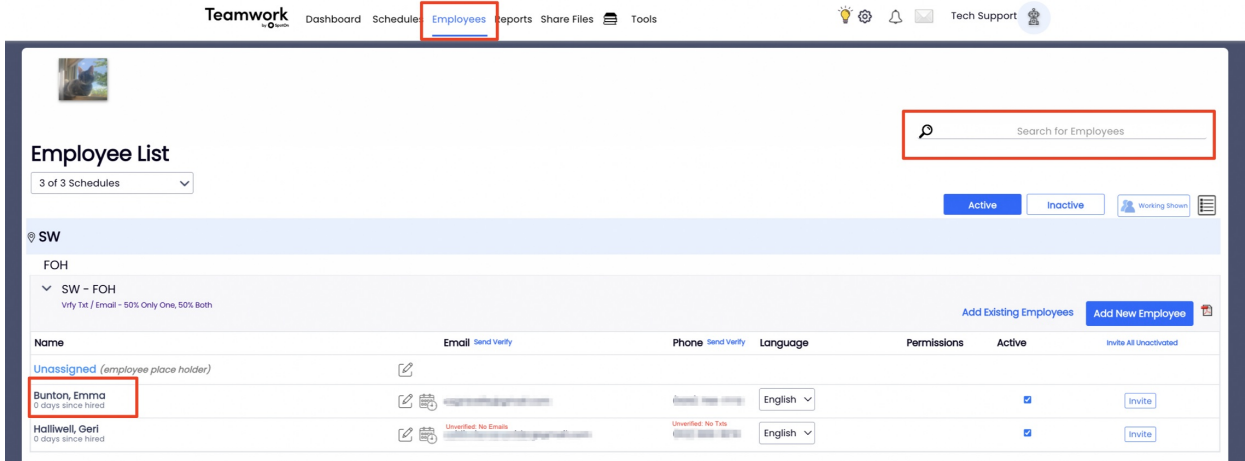 Teamwork
by SpotOn
Dashboard Schedules Employees Reports Share Files Tools Tech Support
Search for Employees
Employee List
3 of 3 Schedules
Active Inactive Working Shown
SW
FOH
SW - FOH
Vrfy Txt / Email - 50% Only One, 50% Both
Add Existing Employees Add New Employee
Name Email Send Verify Phone Send Verify Language Permissions Active Invite All Unactivated
Unassigned (employee place holder)
Bunton, Emma
0 days since hired
English Invite
Halliwell, Geri
0 days since hired
Unverified: No Emails Unverified: No Txts
English Invite